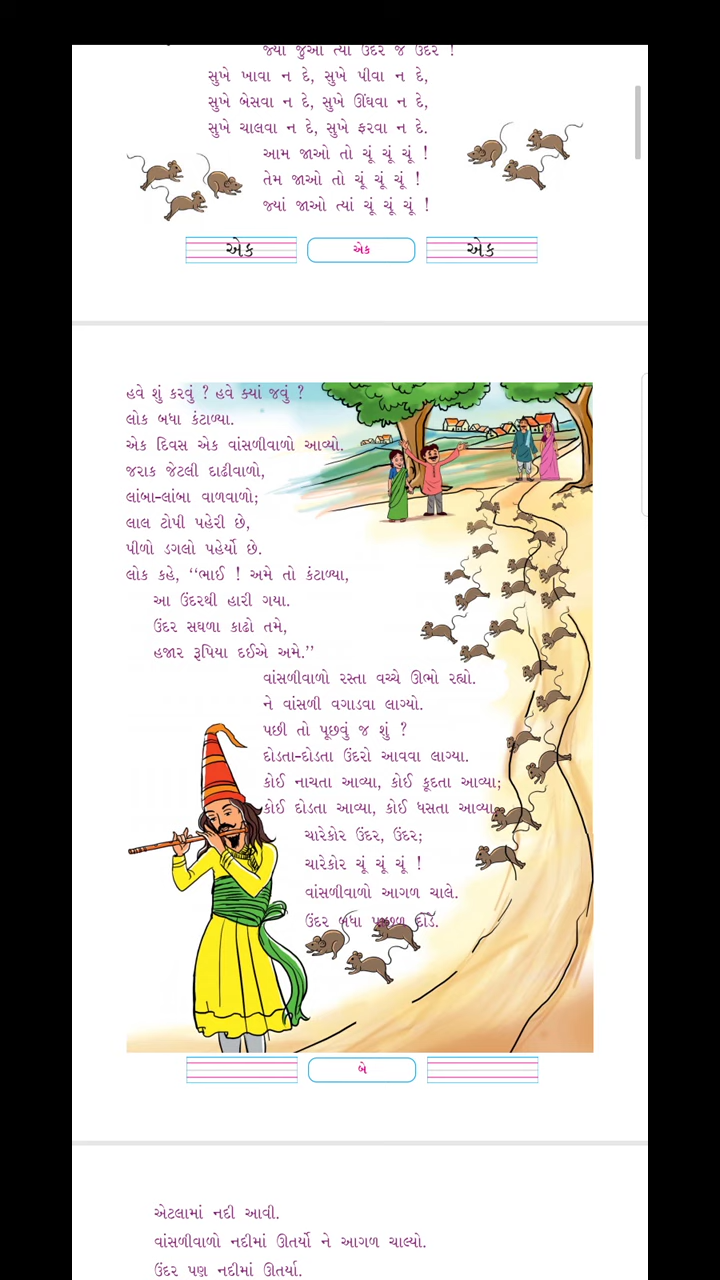 જ્યાં જુઓ ત્યાં ઉંદર જ ઉંદર !
સુખે ખાવા ન દે, સુખે પીવા ન દે,
સુખે બેસવા ન દે, સુખે ઊંઘવા ન દે,
સુખે ચાલવા ન દે, સુખે ફરવા ન દે.
આમ જાઓ તો ચૂં ચૂં ચૂં !
તેમ જાઓ તો ચૂં ચૂં ચૂં !
જ્યાં જાઓ ત્યાં ચૂં ચૂં ચૂં !
એક એક એક
હવે શું કરવું ? હવે ક્યાં જવું ?
લોક બધા કંટાળ્યા.
એક દિવસ એક વાંસળીવાળો આવ્યો.
જરાક જેટલી દાઢીવાળો,
લાંબા-લાંબા વાળવાળો;
લાલ ટોપી પહેરી છે,
પીળો ડગલો પહેર્યો છે.
લોક કહે, “ભાઈ ! અમે તો કંટાળ્યા,
આ ઉંદરથી હારી ગયા.
ઉંદર સઘળા કાઢો તમે,
હજાર રૂપિયા દઈએ અમે.”
વાંસળીવાળો રસ્તા વચ્ચે ઊભો રહ્યો.
ને વાંસળી વગાડવા લાગ્યો.
પછી તો પૂછવું જ શું ?
દોડતા-દોડતા ઉંદરો આવવા લાગ્યા.
કોઈ નાચતા આવ્યા, કોઈ કૂદતા આવ્યા;
કોઈ દોડતા આવ્યા, કોઈ ધસતા આવ્યા.
ચારેકોર ઉંદર, ઉંદર;
ચારેકોર ચૂં ચૂં ચૂં !
વાંસળીવાળો આગળ ચાલે.
ઉંદર બધા પાછળ દોડે.
બે
એટલામાં નદી આવી.
વાંસળીવાળો નદીમાં ઊતર્યો ને આગળ ચાલ્યો.
ઉંદર પણ નદીમાં ઊતર્યા.